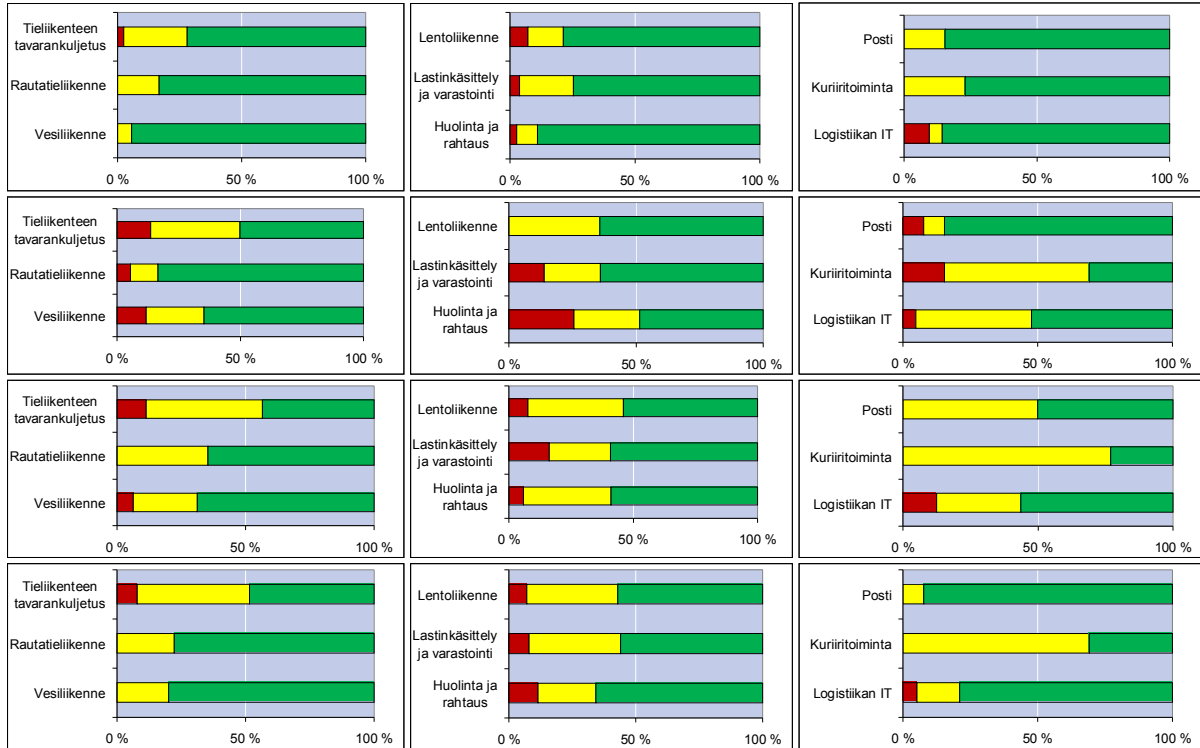 Tieliikenteen
tavarankuljetus
Rautatieliikenne
Vesiliikenne
0 % 50 % 100 %
Lentoliikenne
Lastinkäsittely
ja varastointi
Huolinta ja
rahtaus
0 % 50 % 100 %
Posti
Kuriiritoiminta
Logistiikan IT
0 % 50 % 100 %
Tieliikenteen
tavarankuljetus
Rautatieliikenne
Vesiliikenne
0 % 50 % 100 %
Lentoliikenne
Lastinkäsittely
ja varastointi
Huolinta ja
rahtaus
0 % 50 % 100 %
Posti
Kuriiritoiminta
Logistiikan IT
0 % 50 % 100 %
Tieliikenteen
tavarankuljetus
Rautatieliikenne
Vesiliikenne
0 % 50 % 100 %
Lentoliikenne
Lastinkäsittely
ja varastointi
Huolinta ja
rahtaus
0 % 50 % 100 %
Posti
Kuriiritoiminta
Logistiikan IT
0 % 50 % 100 %
Tieliikenteen
tavarankuljetus
Rautatieliikenne
Vesiliikenne
0 % 50 % 100 %
Lentoliikenne
Lastinkäsittely
ja varastointi
Huolinta ja
rahtaus
0 % 50 % 100 %
Posti
Kuriiritoiminta
Logistiikan IT
0 % 50 % 100 %